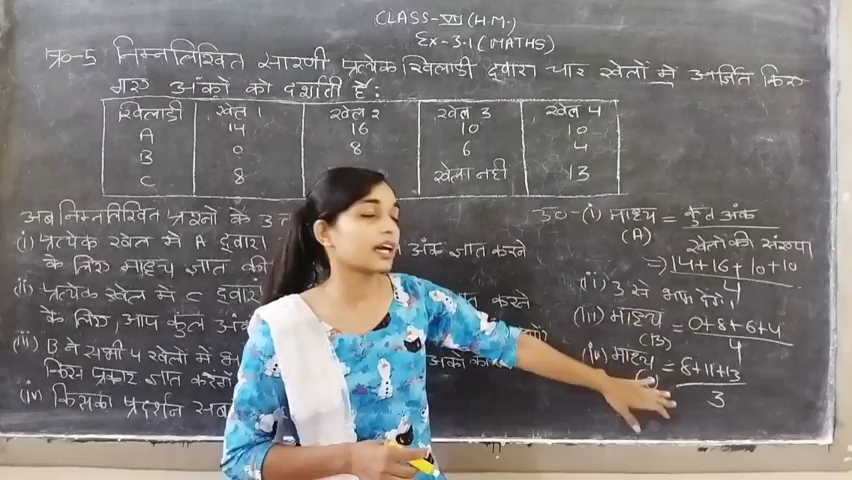 CLASS-VII (H.M.)
Ex-3.1 (MATHS)
प्र०-5 निम्नलिखित सारणी प्रत्येक खिलाड़ी द्वारा चार खेलों में अर्जित किए
गए अंकों को दर्शाती है:
खिलाड़ी खेल 1 खेल 2 खेल 3 खेल 4
A 14 16 10 10
B 0 8 6 4
C 8 खेला नहीं 13
अब निम्नलिखित प्रश्नों के
(i) प्रत्येक खेल में A द्वारा अंक ज्ञात करने
के लिए माध्य ज्ञात की
(ii) प्रत्येक खेल में C द्वारा करने
के लिए, आप कुल
(iii) B ने सभी 4 खेलों में
किस प्रकार ज्ञात करेंगे
(iv) किसका प्रदर्शन
उ०-(i) माध्य = कुल अंक
(A) खेलों की संख्या
=> 14+16+10+10
4
(ii) 3 से भाग देंगे।
(iii) माध्य = 0+8+6+4
(B) 4
(iv) माध्य = 8+11+13
3